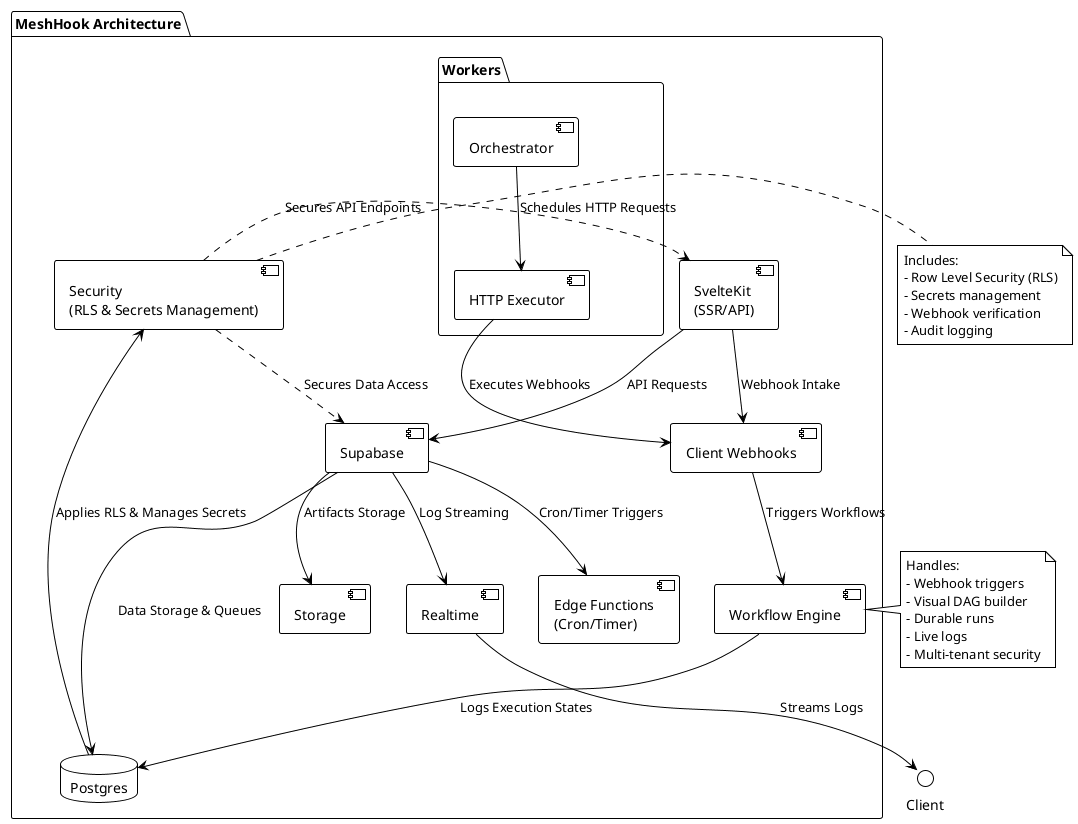 MeshHook Architecture
Workers
Orchestrator
Secures API Endpoints
Schedules HTTP Requests
Security
(RLS & Secrets Management)
HTTP Executor
SvelteKit
(SSR/API)
Includes:
- Row Level Security (RLS)
- Secrets management
- Webhook verification
- Audit logging
Secures Data Access
Executes Webhooks
API Requests
Webhook Intake
Supabase
Client Webhooks
Applies RLS & Manages Secrets
Artifacts Storage
Log Streaming
Cron/Timer Triggers
Triggers Workflows
Data Storage & Queues
Storage
Realtime
Edge Functions
(Cron/Timer)
Workflow Engine
Handles:
- Webhook triggers
- Visual DAG builder
- Durable runs
- Live logs
- Multi-tenant security
Logs Execution States
Streams Logs
Postgres
Client